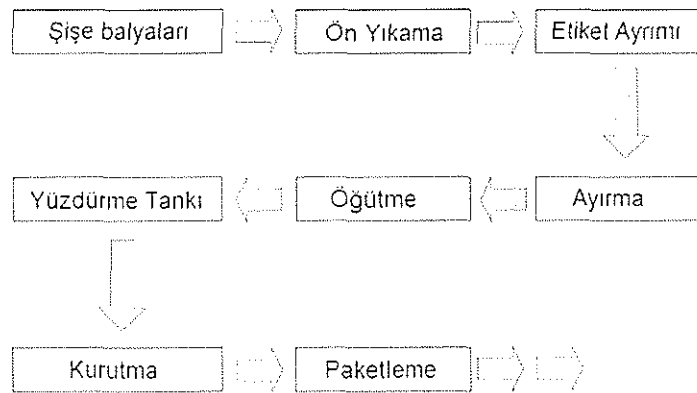 Şişe balyaları
Ön Yıkama
Etiket Ayrımı
Ayırma
Öğütme
Yüzdürme Tankı
Kurutma
Paketleme